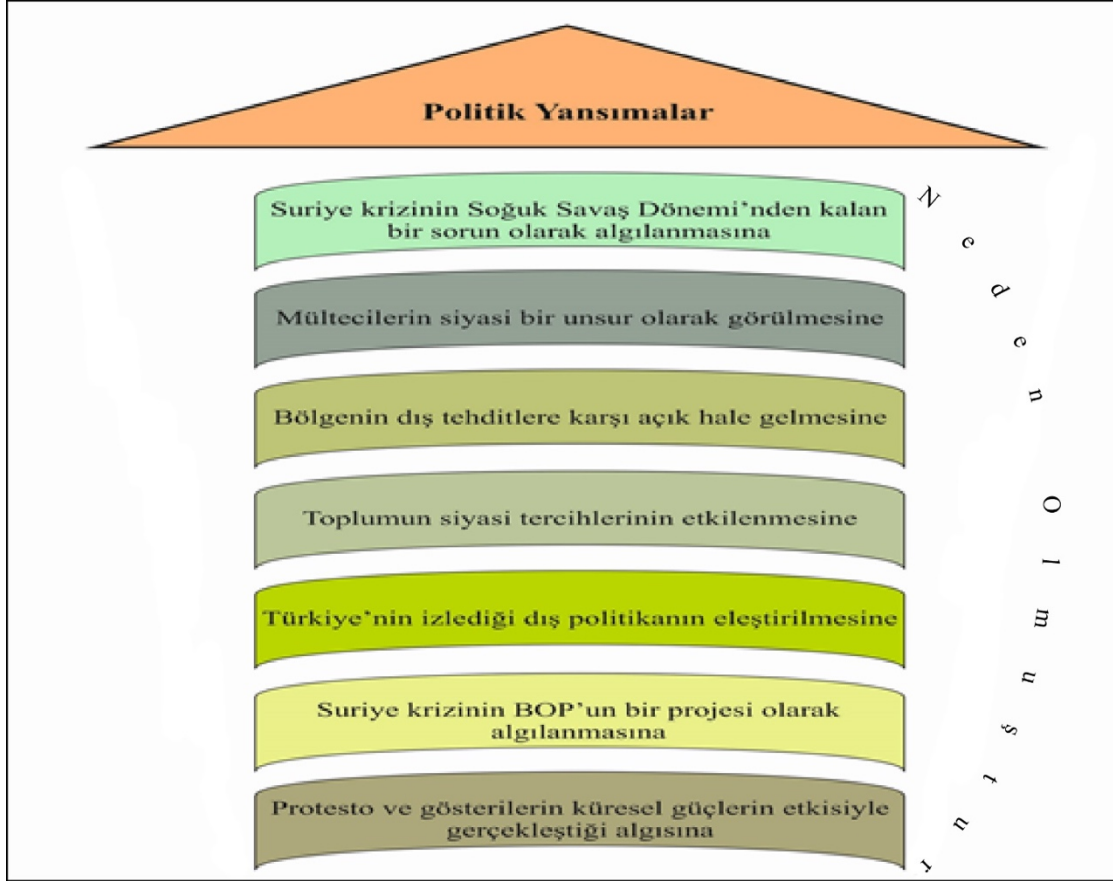 Politik Yansımalar
Suriye krizinin Soğuk Savaş Dönemi’nden kalan
bir sorun olarak algılanmasına
Mültecilerin siyasi bir unsur olarak görülmesine
Bölgenin dış tehditlere karşı açık hale gelmesine
Toplumun siyasi tercihlerinin etkilenmesine
Türkiye’nin izlediği dış politikanın eleştirilmesine
Suriye krizinin BOP’un bir projesi olarak
algılanmasına
Protesto ve gösterilerin küresel güçlerin etkisiyle
gerçekleştiği algısına
Neden Olmuştur